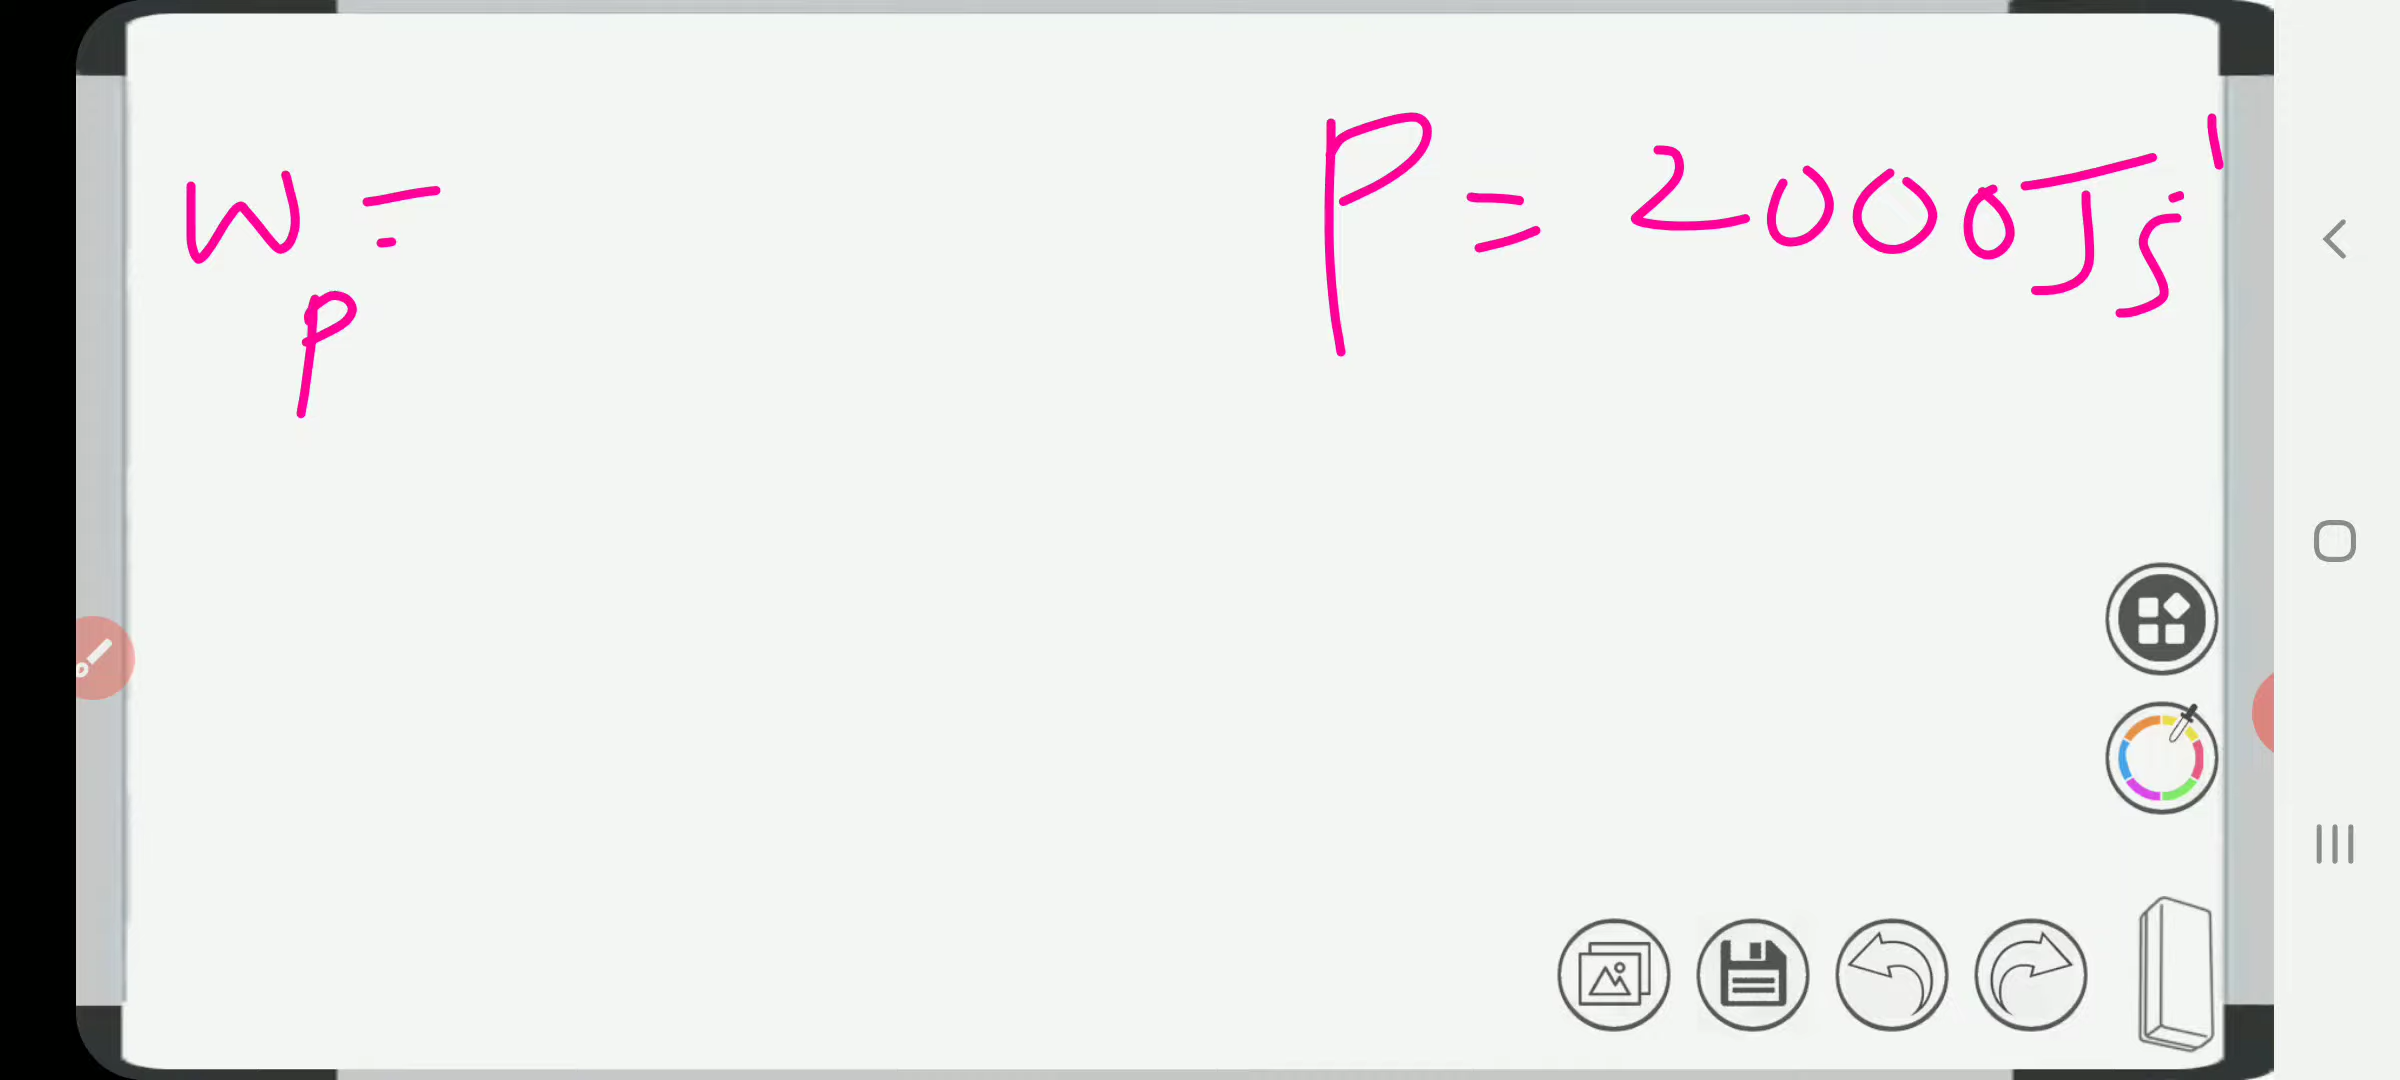 W = P = 2000Js⁻¹
p